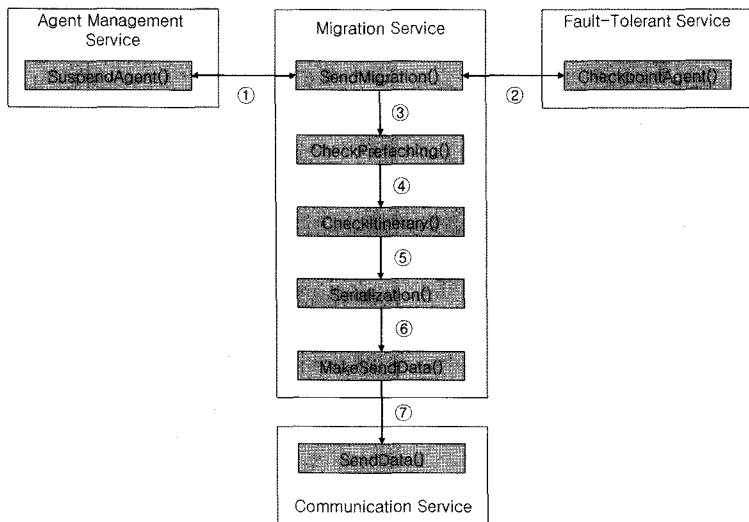 Agent Management
Service
SuspendAgent()
①
Migration Service
SendMigration()
②
Fault-Tolerant Service
CheckpointAgent()
③
CheckPrefaching()
④
CheckItinerary()
⑤
Serialization()
⑥
MakeSendData()
⑦
SendData()
Communication Service